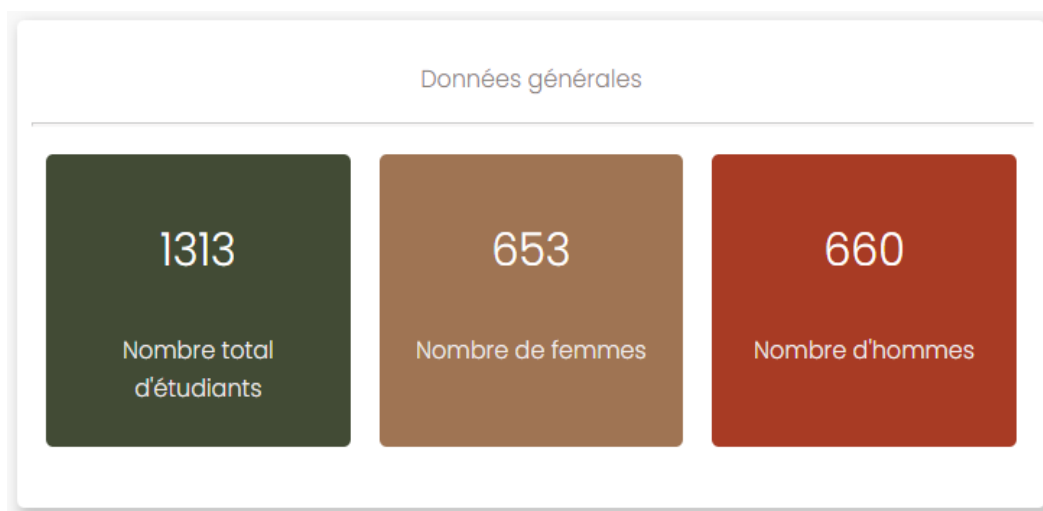 Données générales
1313
Nombre total
d'étudiants
653
Nombre de femmes
660
Nombre d'hommes